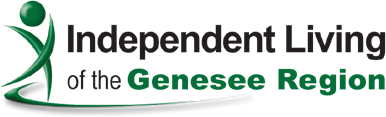 Independent Living
of the Genesee Region